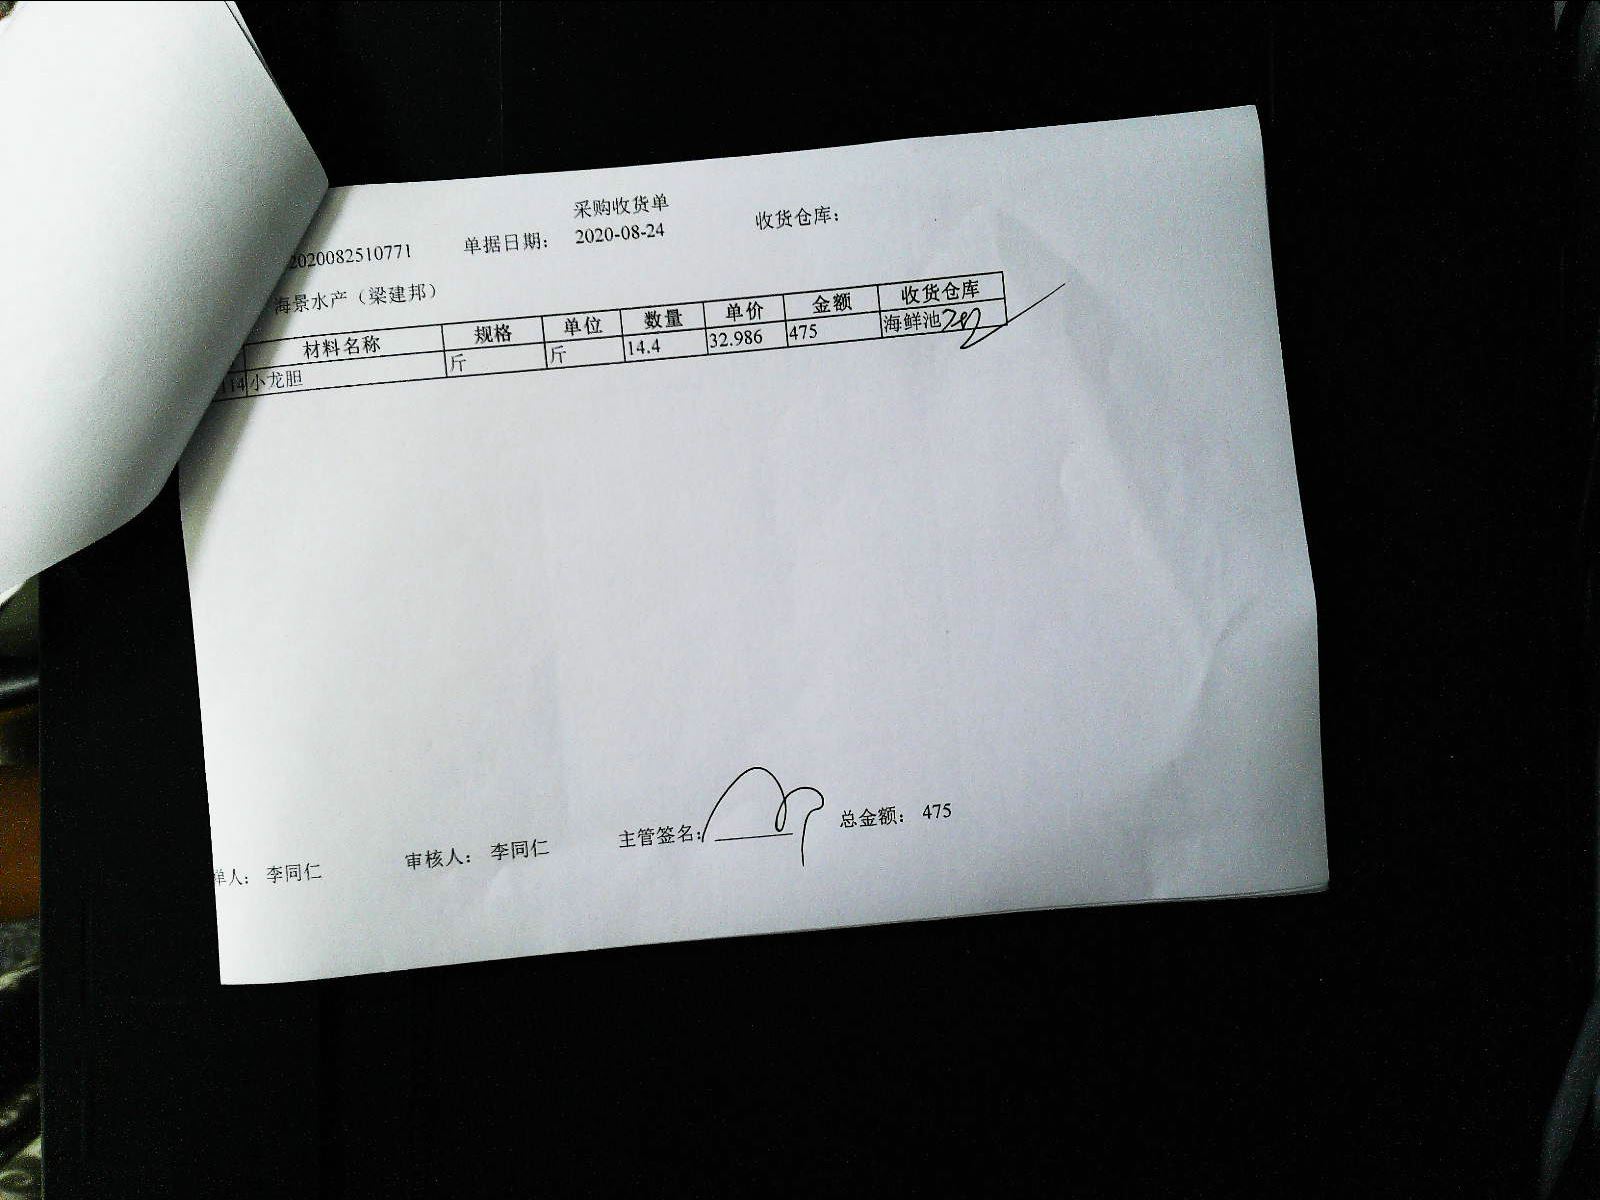 采购收货单
2020082510771 单据日期： 2020-08-24 收货仓库：
海景水产（梁建邦）
材料名称 规格 单位 数量 单价 金额 收货仓库
114 小龙胆 斤 斤 14.4 32.986 475 海鲜池
单人： 李同仁 审核人： 李同仁 主管签名： 总金额： 475